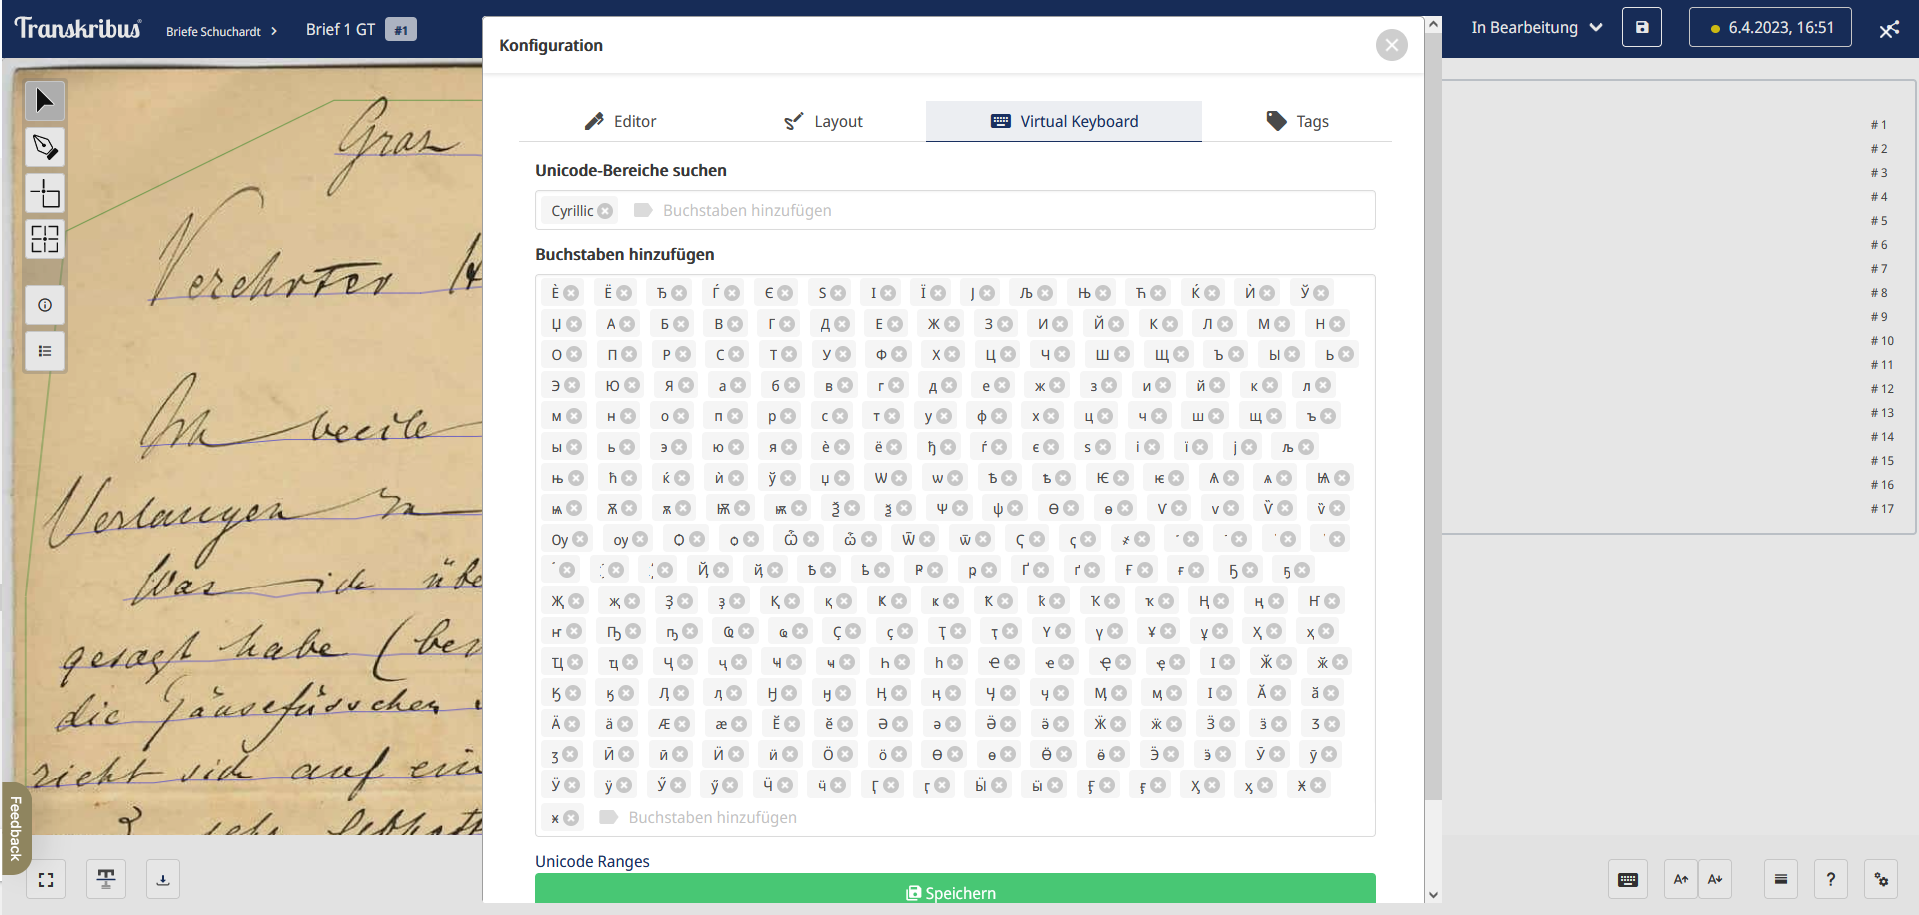 Transkribus
Briefe Schuchardt
Brief 1 GT
#1
Konfiguration
In Bearbeitung
6.4.2023, 16:51
Editor
Layout
Virtual Keyboard
Tags
Unicode-Bereiche suchen
Cyrillic
Buchstaben hinzufügen
Buchstaben hinzufügen
Ѐ Ё Ђ Ѓ Є Ѕ І Ї Ј Љ Њ Ћ Ќ Ѝ Ў
Џ А Б В Г Д Е Ж З И Й К Л М Н
О П Р С Т У Ф Х Ц Ч Ш Щ Ъ Ы Ь
Э Ю Я а б в г д е ж з и й к л
м н о п р с т у ф х ц ч ш щ ъ
ы ь э ю я ѐ ё ђ ѓ є ѕ і ї ј љ
њ ћ ќ ѝ ў џ Ѡ ѡ Ѣ ѣ Ѥ ѥ Ѧ ѧ Ѩ
ѩ Ѫ ѫ Ѭ ѭ Ѯ ѯ Ѱ ѱ Ѳ ѳ Ѵ ѵ Ѷ ѷ
Ѹ ѹ Ѻ ѻ Ѽ ѽ Ѿ ѿ Ҁ ҁ ҂
Ҋ ҋ Ҍ ҍ Ҏ ҏ Ґ ґ Ғ ғ Ҕ ҕ
Җ җ Ҙ ҙ Қ қ Ҝ ҝ Ҟ ҟ Ҡ ҡ Ң ң Ҥ
ҥ Ҧ ҧ Ҩ ҩ Ҫ ҫ Ҭ ҭ Ү ү Ұ ұ Ҳ ҳ
Ҵ ҵ Ҷ ҷ Ҹ ҹ Һ һ Ҽ ҽ Ҿ ҿ Ӏ Ӂ ӂ
Ӄ ӄ Ӆ ӆ Ӈ ӈ Ӊ ӊ Ӌ ӌ Ӎ ӎ ӏ Ӑ ӑ
Ӓ ӓ Ӕ ӕ Ӗ ӗ Ә ә Ӛ ӛ Ӝ ӝ Ӟ ӟ Ӡ
ӡ Ӣ ӣ Ӥ ӥ Ӧ ӧ Ө ө Ӫ ӫ Ӭ ӭ Ӯ ӯ
Ӱ ӱ Ӳ ӳ Ӵ ӵ Ӷ ӷ Ӹ ӹ Ӻ ӻ Ӽ ӽ Ӿ
ӿ Buchstaben hinzufügen
Unicode Ranges
Speichern
Graz
Verehrter H
Ich beeile
Verlangen zu
Was ich übe
gesagt habe (ber
die Gänsefüsschen
zieht sich auf ein
Feedback
# 1
# 2
# 3
# 4
# 5
# 6
# 7
# 8
# 9
# 10
# 11
# 12
# 13
# 14
# 15
# 16
# 17
A A
?